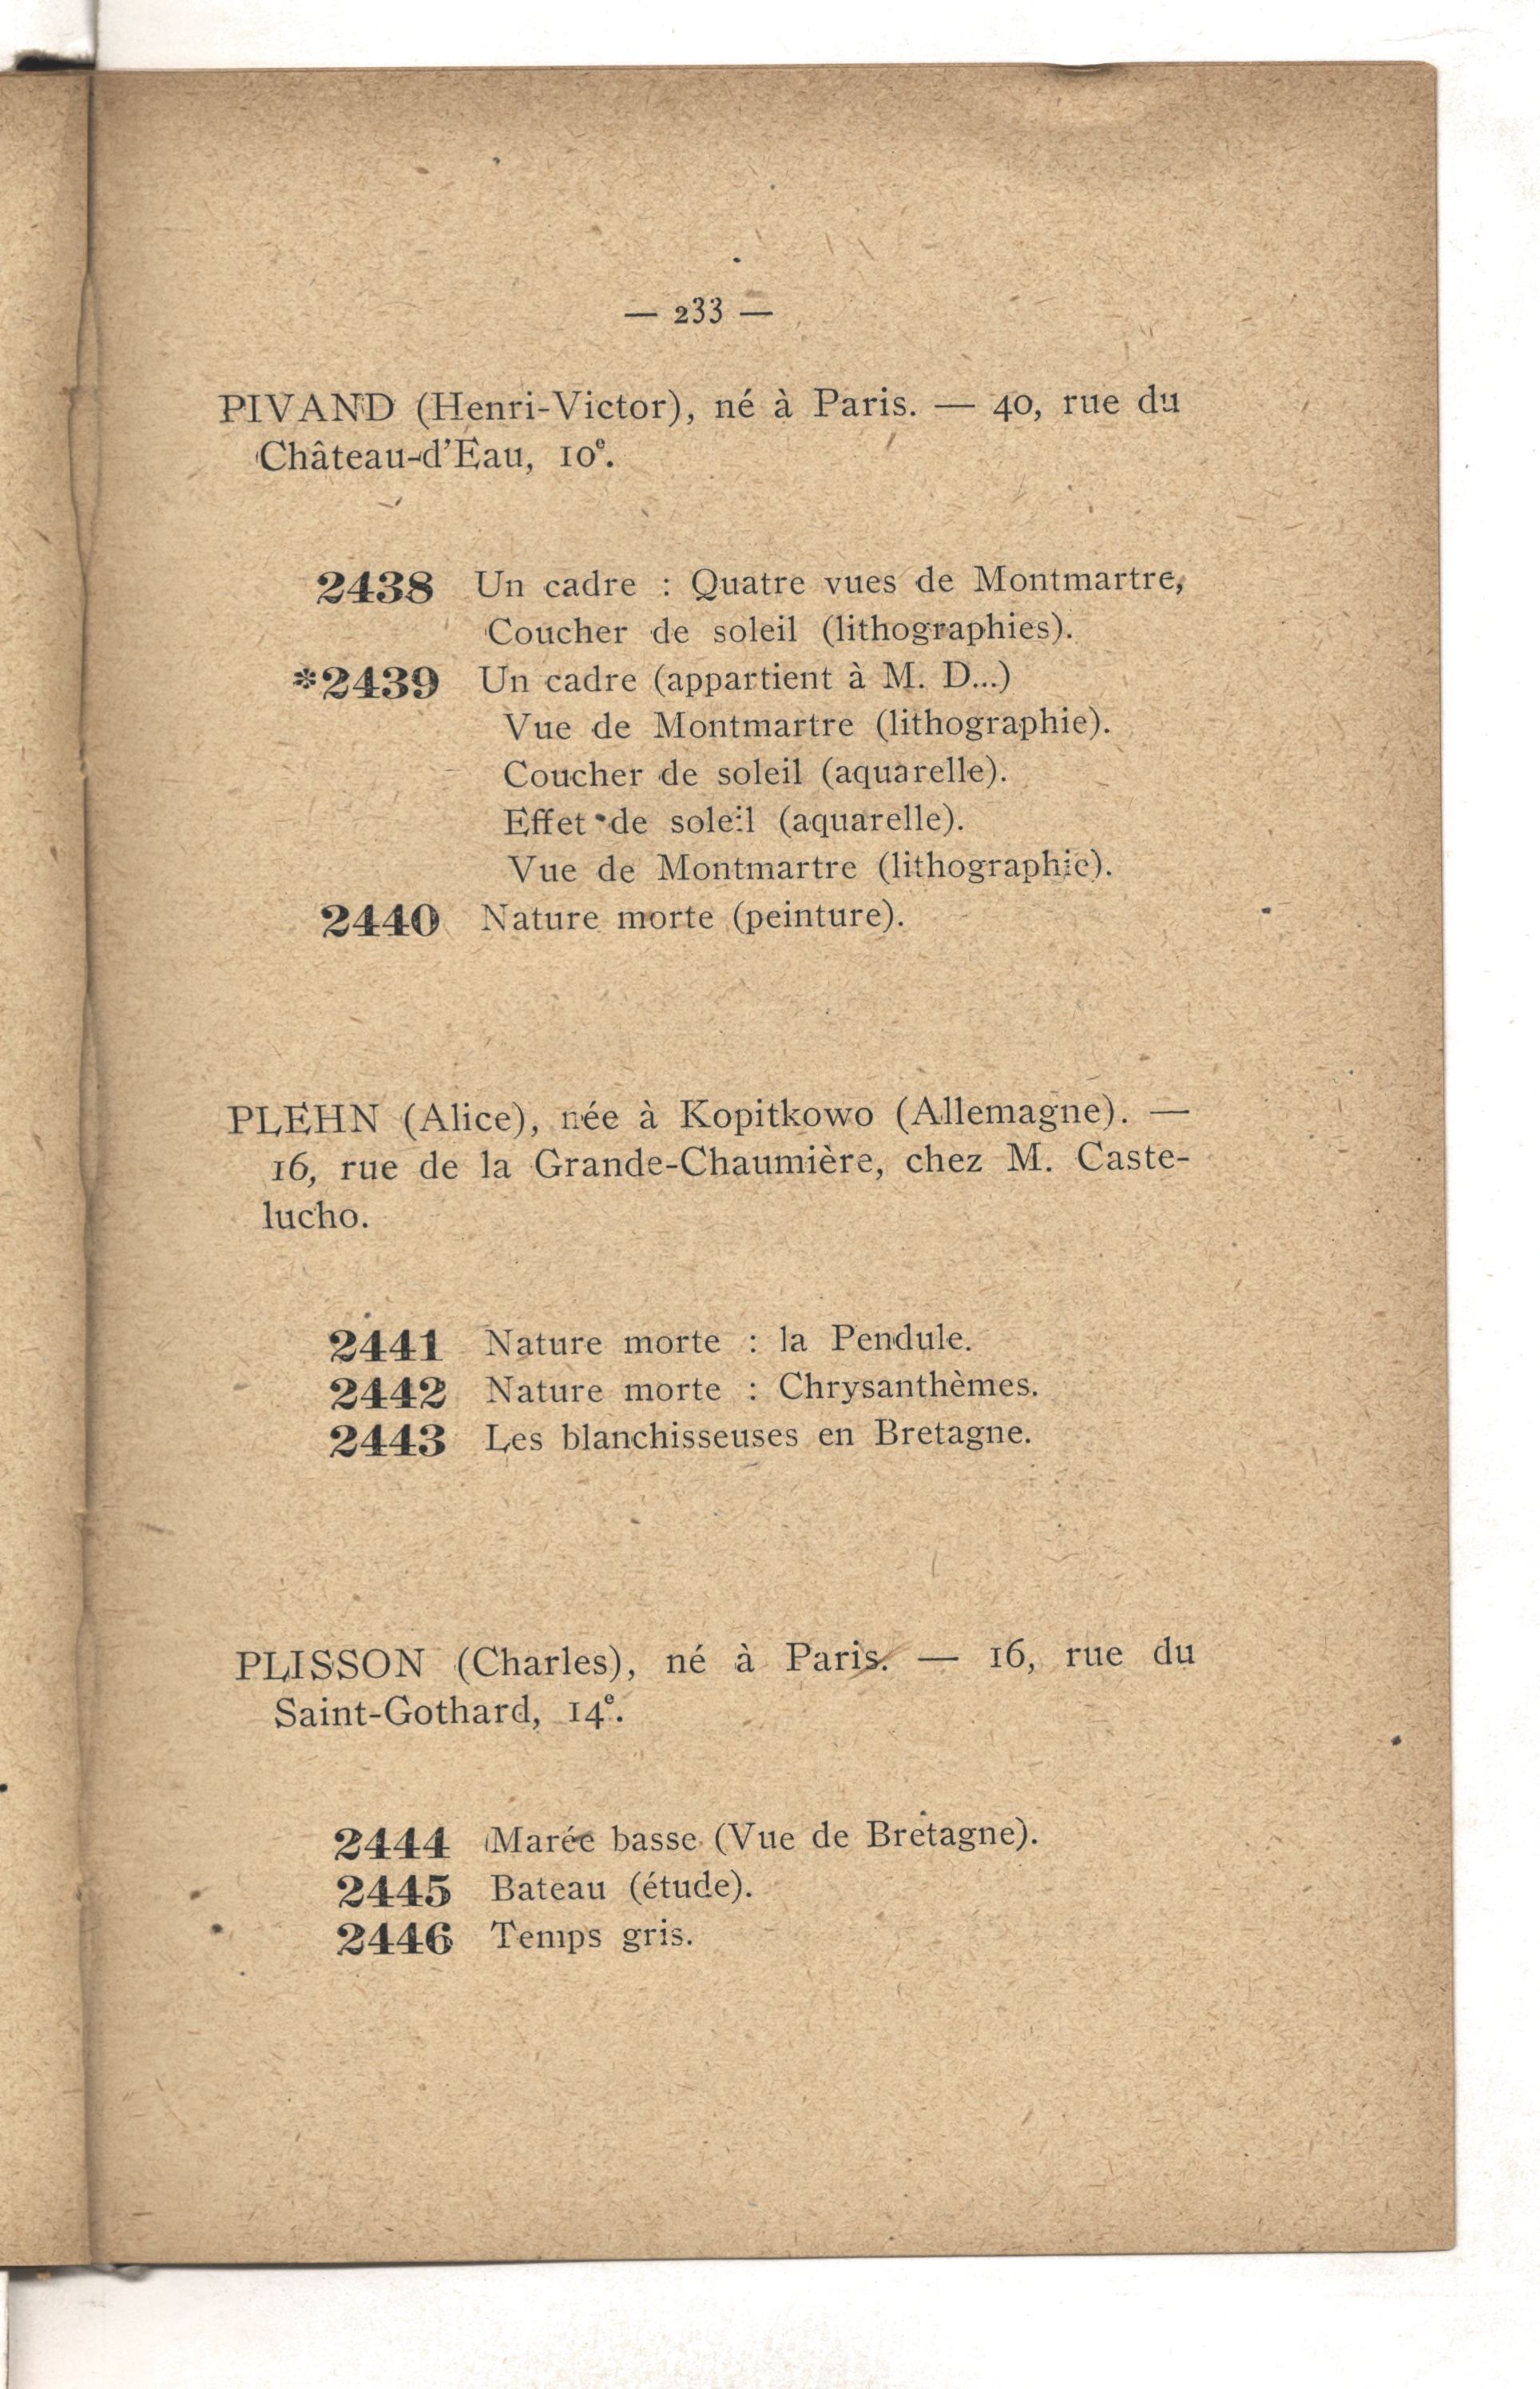 — 233 —
PIVAND (Henri-Victor), né à Paris. — 40, rue du
Château-d'Eau, 10e.
2438 Un cadre : Quatre vues de Montmartre,
Coucher de soleil (lithographies).
*2439 Un cadre (appartient à M. D...)
Vue de Montmartre (lithographie).
Coucher de soleil (aquarelle).
Effet de soleil (aquarelle).
Vue de Montmartre (lithographie).
2440 Nature morte (peinture).
PLEHN (Alice), née à Kopitkowo (Allemagne). —
16, rue de la Grande-Chaumière, chez M. Caste-
lucho.
2441 Nature morte : la Pendule.
2442 Nature morte : Chrysanthèmes.
2443 Les blanchisseuses en Bretagne.
PLISSON (Charles), né à Paris. — 16, rue du
Saint-Gothard, 14e.
2444 Marée basse (Vue de Bretagne).
2445 Bateau (étude).
2446 Temps gris.